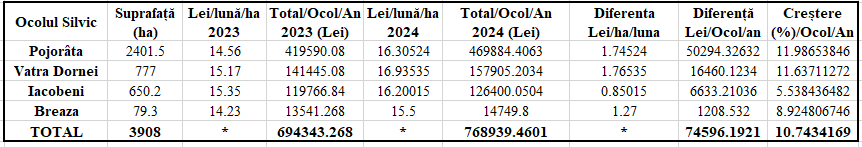 Ocolul Silvic Suprafață (ha) Lei/lună/ha 2023 Total/Ocol/An 2023 (Lei) Lei/lună/ha 2024 Total/Ocol/An 2024 (Lei) Diferenta Lei/ha/luna Diferență Lei/Ocol/an Creștere (%)/Ocol/An
Pojorâta 2401.5 14.56 419590.08 16.30524 469884.4063 1.74524 50294.32632 11.98653846
Vatra Dornei 777 15.17 141445.08 16.93535 157905.2034 1.76535 16460.1234 11.63711272
Iacobeni 650.2 15.35 119766.84 16.20015 126400.0504 0.85015 6633.21036 5.538436482
Breaza 79.3 14.23 13541.268 15.5 14749.8 1.27 1208.532 8.924806746
TOTAL 3908 * 694343.268 * 768939.4601 * 74596.1921 10.7434169